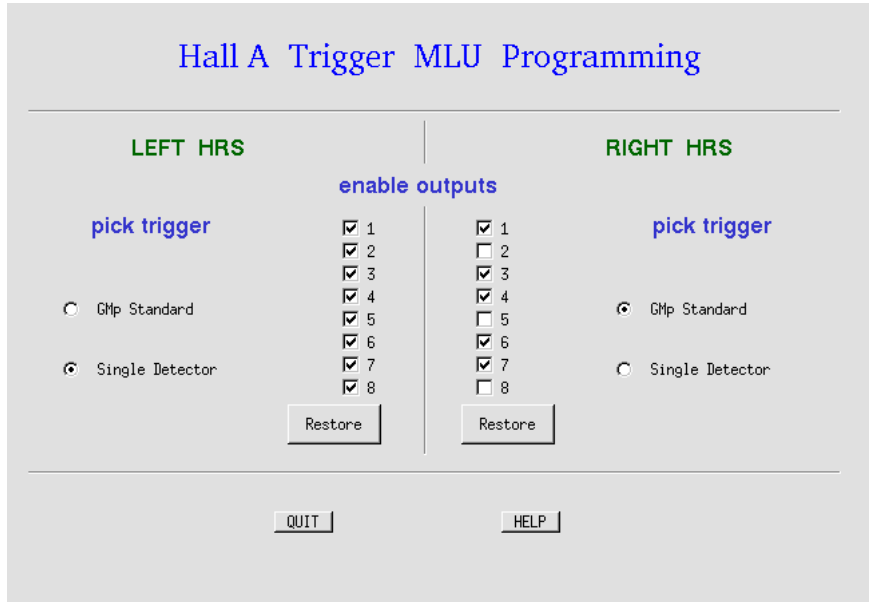 Hall A Trigger MLU Programming
LEFT HRS
RIGHT HRS
enable outputs
pick trigger
pick trigger
1
2
3
4
5
6
7
8
1
2
3
4
5
6
7
8
GMp Standard
Single Detector
GMp Standard
Single Detector
Restore
Restore
QUIT
HELP